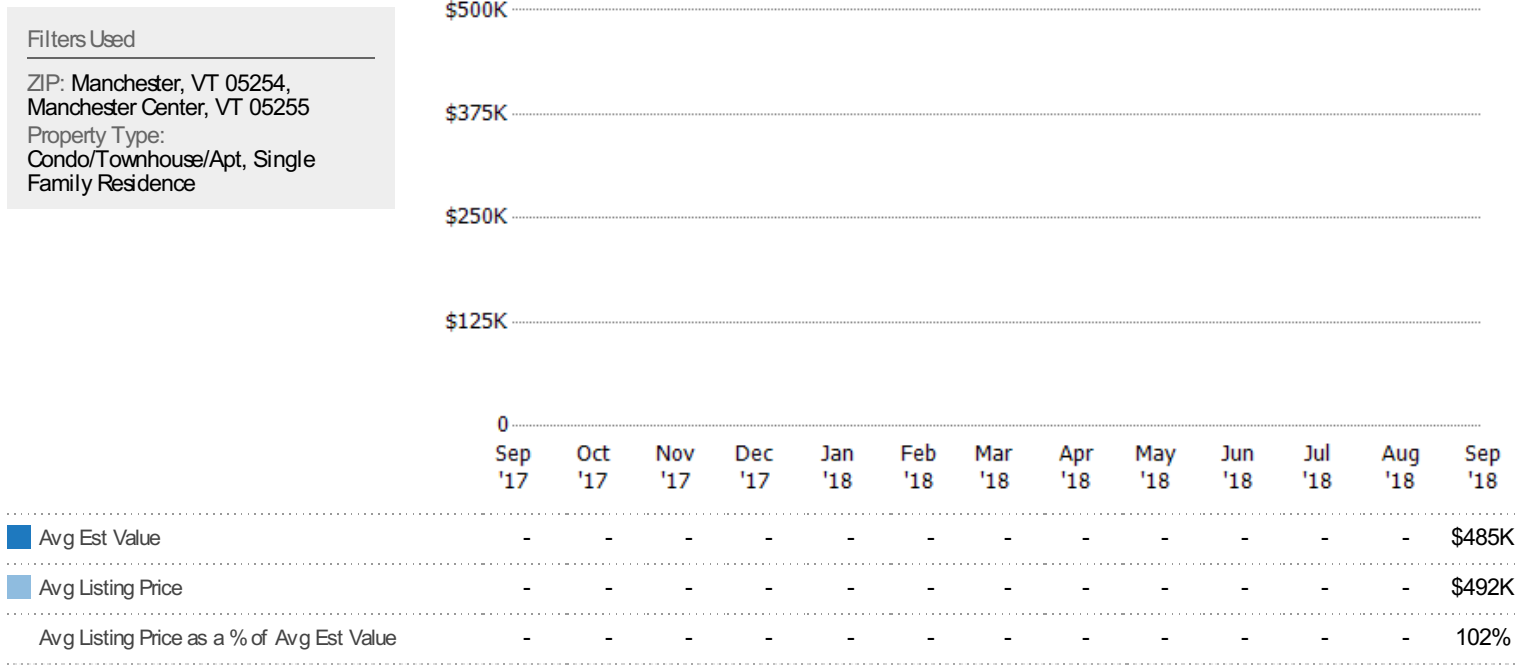 Filters Used
ZIP: Manchester, VT 05254,
Manchester Center, VT 05255
Property Type:
Condo/Townhouse/Apt, Single
Family Residence
$500K
$375K
$250K
$125K
0
Sep Oct Nov Dec Jan Feb Mar Apr May Jun Jul Aug Sep
'17 '17 '17 '17 '18 '18 '18 '18 '18 '18 '18 '18 '18
Avg Est Value - - - - - - - - - - - - $485K
Avg Listing Price - - - - - - - - - - - - $492K
Avg Listing Price as a % of Avg Est Value - - - - - - - - - - - - 102%